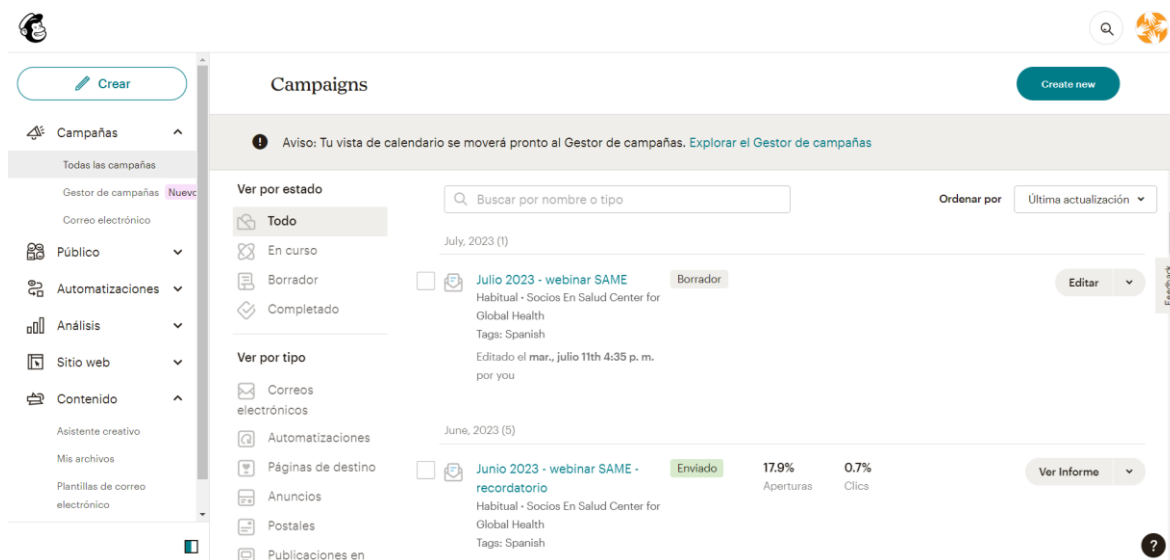 Crear
Campaigns
Create new
Campañas
Todas las campañas
Gestor de campañas Nuevo
Correo electrónico
Público
Automatizaciones
Análisis
Sitio web
Contenido
Asistente creativo
Mis archivos
Plantillas de correo
electrónico
Aviso: Tu vista de calendario se moverá pronto al Gestor de campañas. Explorar el Gestor de campañas
Ver por estado
Todo
En curso
Borrador
Completado
Ver por tipo
Correos
electrónicos
Automatizaciones
Páginas de destino
Anuncios
Postales
Publicaciones en
Buscar por nombre o tipo
Ordenar por
Última actualización
July, 2023 (1)
Julio 2023 - webinar SAME
Borrador
Editar
Habitual · Socios En Salud Center for
Global Health
Tags: Spanish
Editado el mar., julio 11th 4:35 p. m.
por you
June, 2023 (5)
Junio 2023 - webinar SAME -
recordatorio
Enviado
17.9%
Aperturas
0.7%
Clics
Ver Informe
Habitual · Socios En Salud Center for
Global Health
Tags: Spanish
Feedback
?